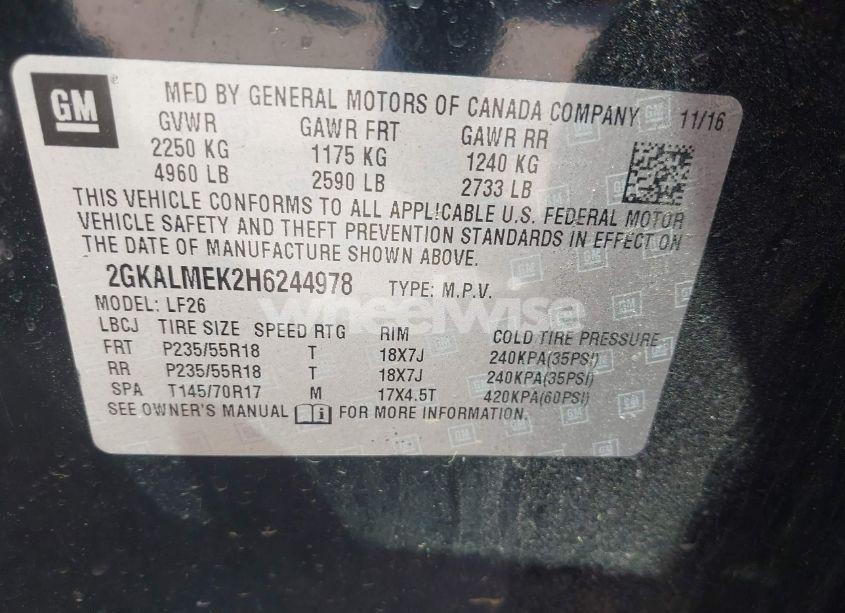 GM
MFD BY GENERAL MOTORS OF CANADA COMPANY 11/16
GVWR GAWR FRT GAWR RR
2250 KG 1175 KG 1240 KG
4960 LB 2590 LB 2733 LB
THIS VEHICLE CONFORMS TO ALL APPLICABLE U.S. FEDERAL MOTOR
VEHICLE SAFETY AND THEFT PREVENTION STANDARDS IN EFFECT ON
THE DATE OF MANUFACTURE SHOWN ABOVE.
2GKALMEK2H6244978 TYPE: M.P.V.
MODEL: LF26
wheelwise
LBCJ TIRE SIZE SPEED RTG RIM COLD TIRE PRESSURE
FRT P235/55R18 T 18X7J 240KPA(35PSI)
RR P235/55R18 T 18X7J 240KPA(35PSI)
SPA T145/70R17 M 17X4.5T 420KPA(60PSI)
SEE OWNER'S MANUAL FOR MORE INFORMATION.